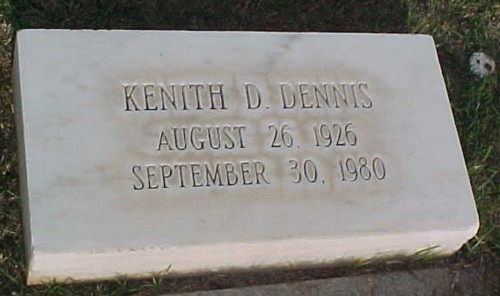 KENITH D. DENNIS
AUGUST 26, 1926
SEPTEMBER 30, 1980